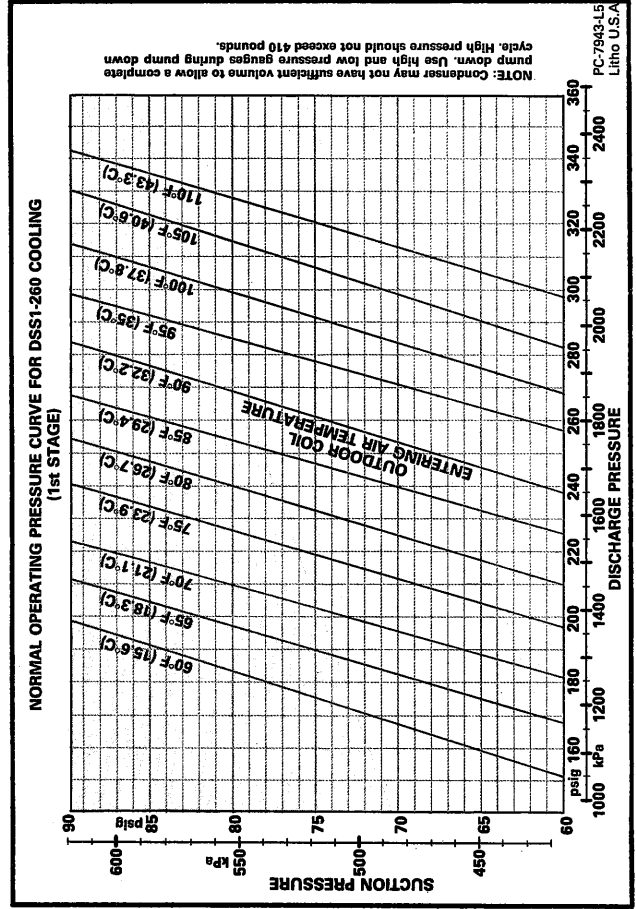 NORMAL OPERATING PRESSURE CURVE FOR DSS1-260 COOLING
(1st STAGE)
SUCTION PRESSURE
kPa
600
550
500
450
psig
90
85
80
75
70
65
60
60°F (15.6°C)
65°F (18.3°C)
70°F (21.1°C)
75°F (23.9°C)
80°F (26.7°C)
85°F (29.4°C)
90°F (32.2°C)
95°F (35°C)
100°F (37.8°C)
105°F (40.6°C)
110°F (43.3°C)
OUTDOOR COIL
ENTERING AIR TEMPERATURE
psig 160 180 200 220 240 260 280 300 320 340 360
1000 kPa 1200 1400 1600 1800 2000 2200 2400
DISCHARGE PRESSURE
NOTE: Condenser may not have sufficient volume to allow a complete
pump down. Use high and low pressure gauges during pump down
cycle. High pressure should not exceed 410 pounds.
PC-7943-L5
Litho U.S.A